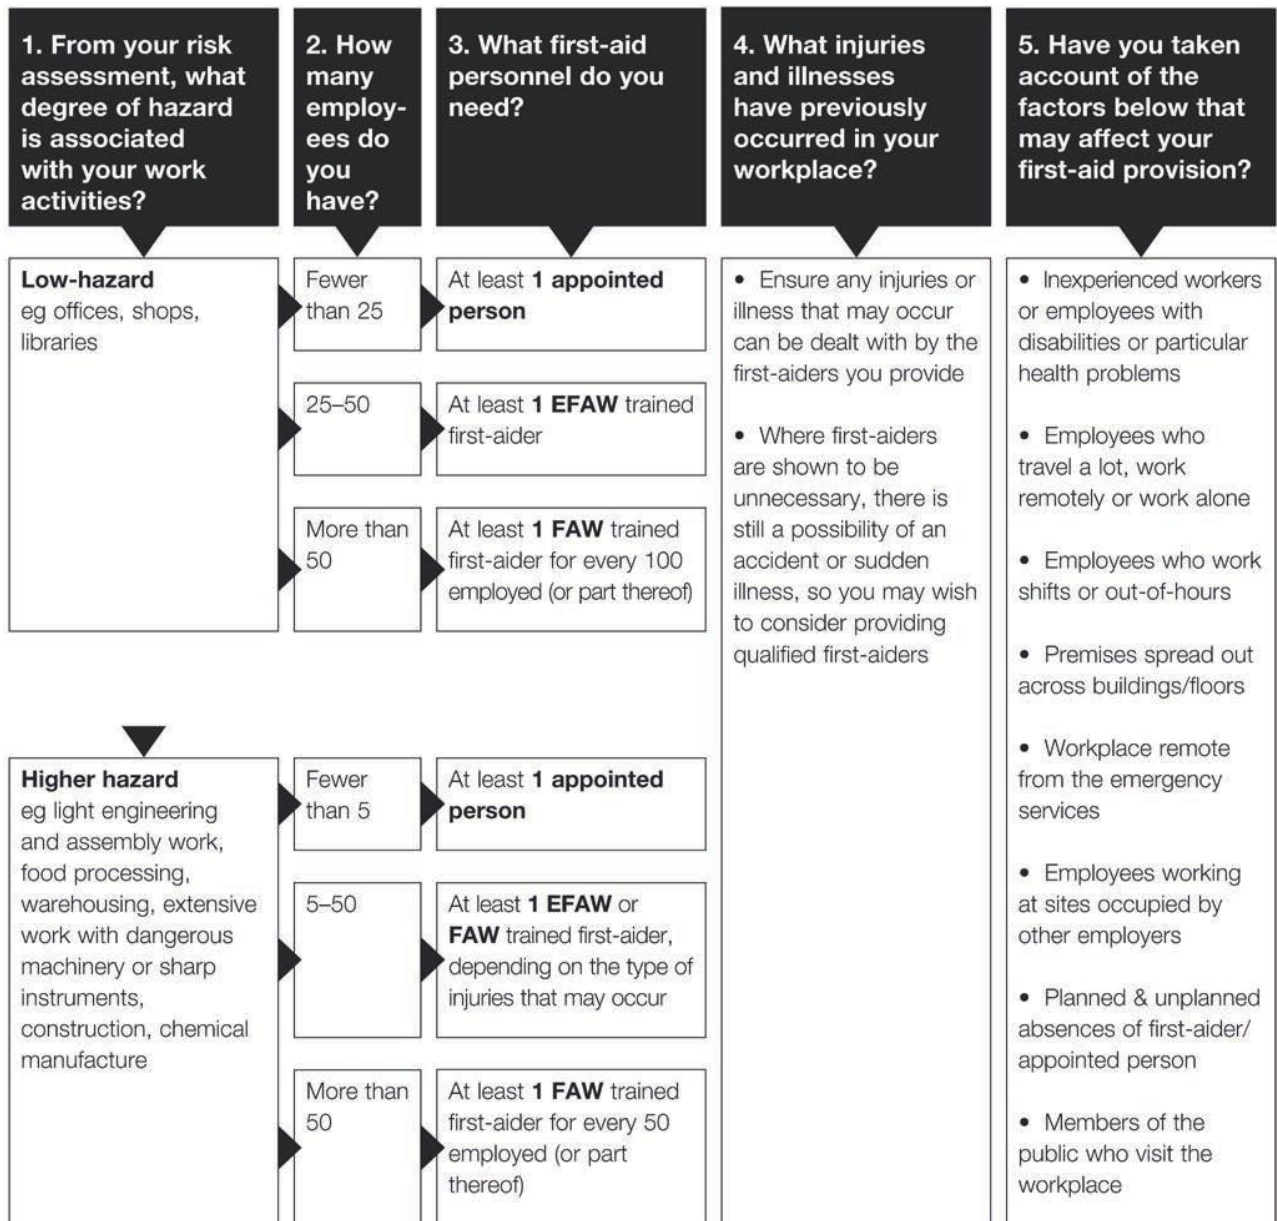 1. From your risk
assessment, what
degree of hazard
is associated
with your work
activities?
2. How
many
employ-
ees do
you
have?
3. What first-aid
personnel do you
need?
4. What injuries
and illnesses
have previously
occurred in your
workplace?
5. Have you taken
account of the
factors below that
may affect your
first-aid provision?
Low-hazard
eg offices, shops,
libraries
Fewer
than 25
At least 1 appointed
person
25–50
At least 1 EFAW trained
first-aider
More than
50
At least 1 FAW trained
first-aider for every 100
employed (or part thereof)
Higher hazard
eg light engineering
and assembly work,
food processing,
warehousing, extensive
work with dangerous
machinery or sharp
instruments,
construction, chemical
manufacture
Fewer
than 5
At least 1 appointed
person
5–50
At least 1 EFAW or
FAW trained first-aider,
depending on the type of
injuries that may occur
More than
50
At least 1 FAW trained
first-aider for every 50
employed (or part
thereof)
• Ensure any injuries or
illness that may occur
can be dealt with by the
first-aiders you provide
• Where first-aiders
are shown to be
unnecessary, there is
still a possibility of an
accident or sudden
illness, so you may wish
to consider providing
qualified first-aiders
• Inexperienced workers
or employees with
disabilities or particular
health problems
• Employees who
travel a lot, work
remotely or work alone
• Employees who work
shifts or out-of-hours
• Premises spread out
across buildings/floors
• Workplace remote
from the emergency
services
• Employees working
at sites occupied by
other employers
• Planned & unplanned
absences of first-aider/
appointed person
• Members of the
public who visit the
workplace